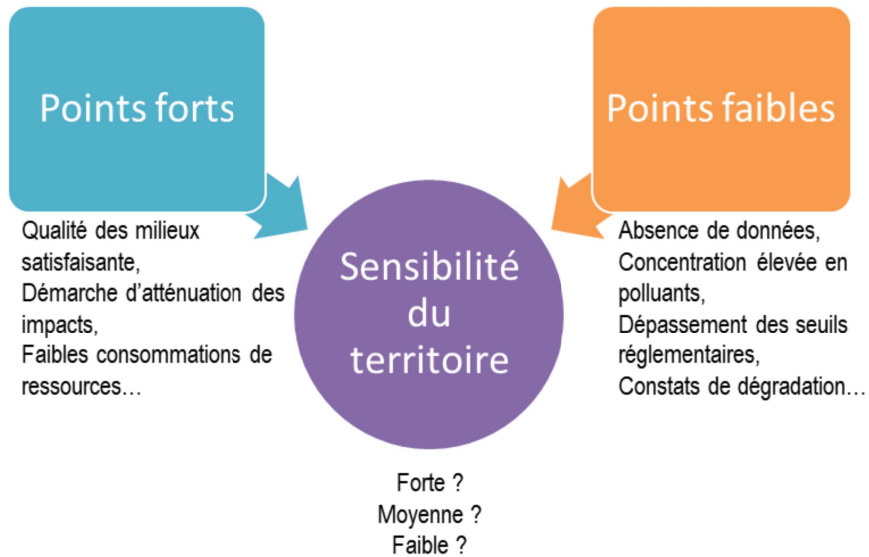 Points forts
Qualité des milieux
satisfaisante,
Démarche d'atténuation des
impacts,
Faibles consommations de
ressources…
Points faibles
Absence de données,
Concentration élevée en
polluants,
Dépassement des seuils
réglementaires,
Constats de dégradation…
Sensibilité
du
territoire
Forte ?
Moyenne ?
Faible ?